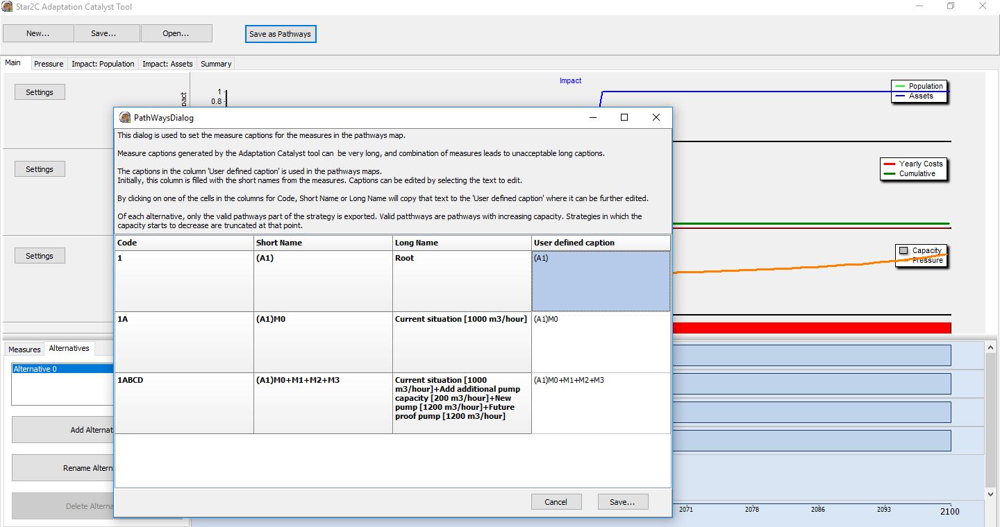 Star2C Adaptation Catalyst Tool
New...
Save...
Open...
Save as Pathways
Main
Pressure
Impact: Population
Impact: Assets
Summary
Settings
Impact
1
0.8
Population
Assets
PathWaysDialog
This dialog is used to set the measure captions for the measures in the pathways map.
Measure captions generated by the Adaptation Catalyst tool can be very long, and combination of measures leads to unacceptable long captions.
The captions in the column 'User defined caption' is used in the pathways maps.
Initially, this column is filled with the short names from the measures. Captions can be edited by selecting the text to edit.
By clicking on one of the cells in the columns for Code, Short Name or Long Name will copy that text to the 'User defined caption' where it can be further edited.
Of each alternative, only the valid pathways part of the strategy is exported. Valid patthways are pathways with increasing capacity. Strategies in which the
capacity starts to decrease are truncated at that point.
Settings
Yearly Costs
Cumulative
Code
Short Name
Long Name
User defined caption
1
(A1)
Root
(A1)
1A
(A1)M0
Current situation [1000 m3/hour]
(A1)M0
1ABCD
(A1)M0+M1+M2+M3
Current situation [1000
m3/hour]+Add additional pump
capacity [200 m3/hour]+New
pump [1200 m3/hour]+Future
proof pump [1200 m3/hour]
(A1)M0+M1+M2+M3
Cancel
Save...
Settings
Capacity
Pressure
Measures
Alternatives
Alternative 0
Add Alternat
Rename Altern
Delete Alterna
2071
2078
2086
2093
2100